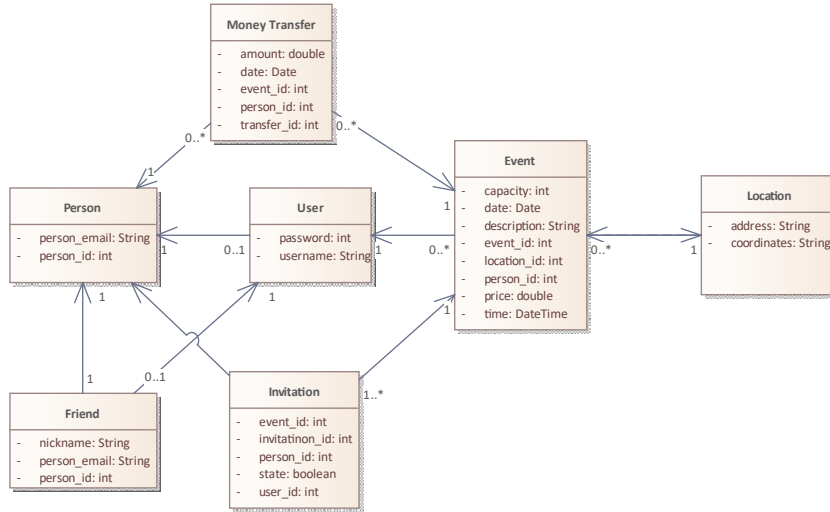 Money Transfer
- amount: double
- date: Date
- event_id: int
- person_id: int
- transfer_id: int
0..*
0..*
1
1
Event
- capacity: int
- date: Date
- description: String
- event_id: int
- location_id: int
- person_id: int
- price: double
- time: DateTime
Location
- address: String
- coordinates: String
0..*
1
Person
- person_email: String
- person_id: int
User
- password: int
- username: String
1
0..1
1
0..*
1
1
1
1
0..1
1..*
Friend
- nickname: String
- person_email: String
- person_id: int
Invitation
- event_id: int
- invitatinon_id: int
- person_id: int
- state: boolean
- user_id: int